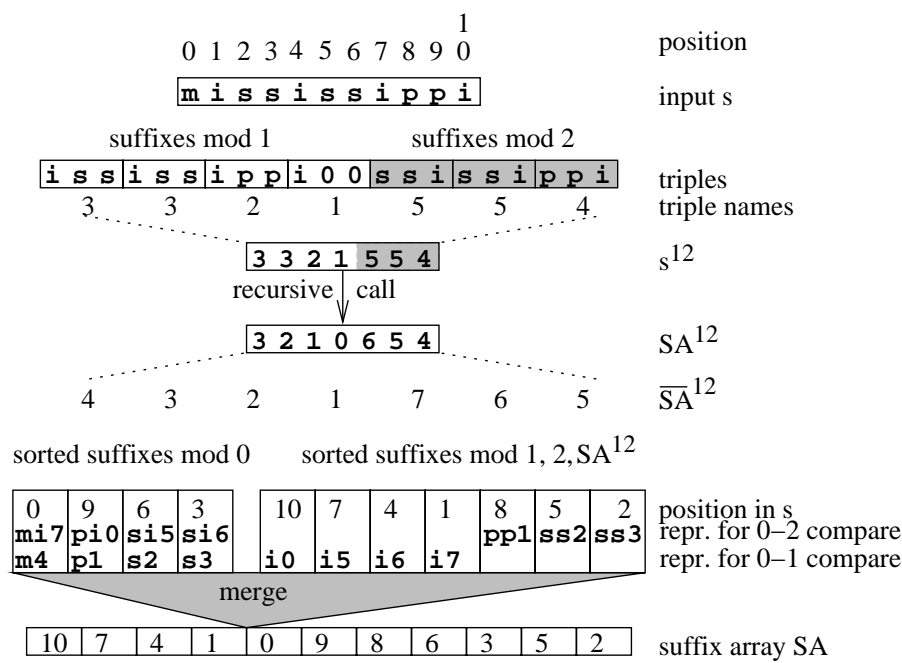 1
0 1 2 3 4 5 6 7 8 9 0 position
m i s s i s s i p p i input s
suffixes mod 1 suffixes mod 2
i s s i s s i p p i 0 0 s s i s s i p p i triples
3 3 2 1 5 5 4 triple names
3 3 2 1 5 5 4 s12
recursive call
3 2 1 0 6 5 4 SA12
4 3 2 1 7 6 5 SA12
sorted suffixes mod 0 sorted suffixes mod 1, 2, SA12
0 9 6 3 10 7 4 1 8 5 2 position in s
mi7 pi0 si5 si6 pp1 ss2 ss3 repr. for 0−2 compare
m4 p1 s2 s3 i0 i5 i6 i7 repr. for 0−1 compare
merge
10 7 4 1 0 9 8 6 3 5 2 suffix array SA